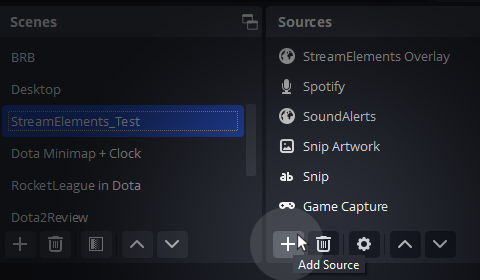 Scenes
BRB
Desktop
StreamElements_Test
Dota Minimap + Clock
RocketLeague in Dota
Dota2Review
Sources
StreamElements Overlay
Spotify
SoundAlerts
Snip Artwork
ab Snip
Game Capture
Add Source